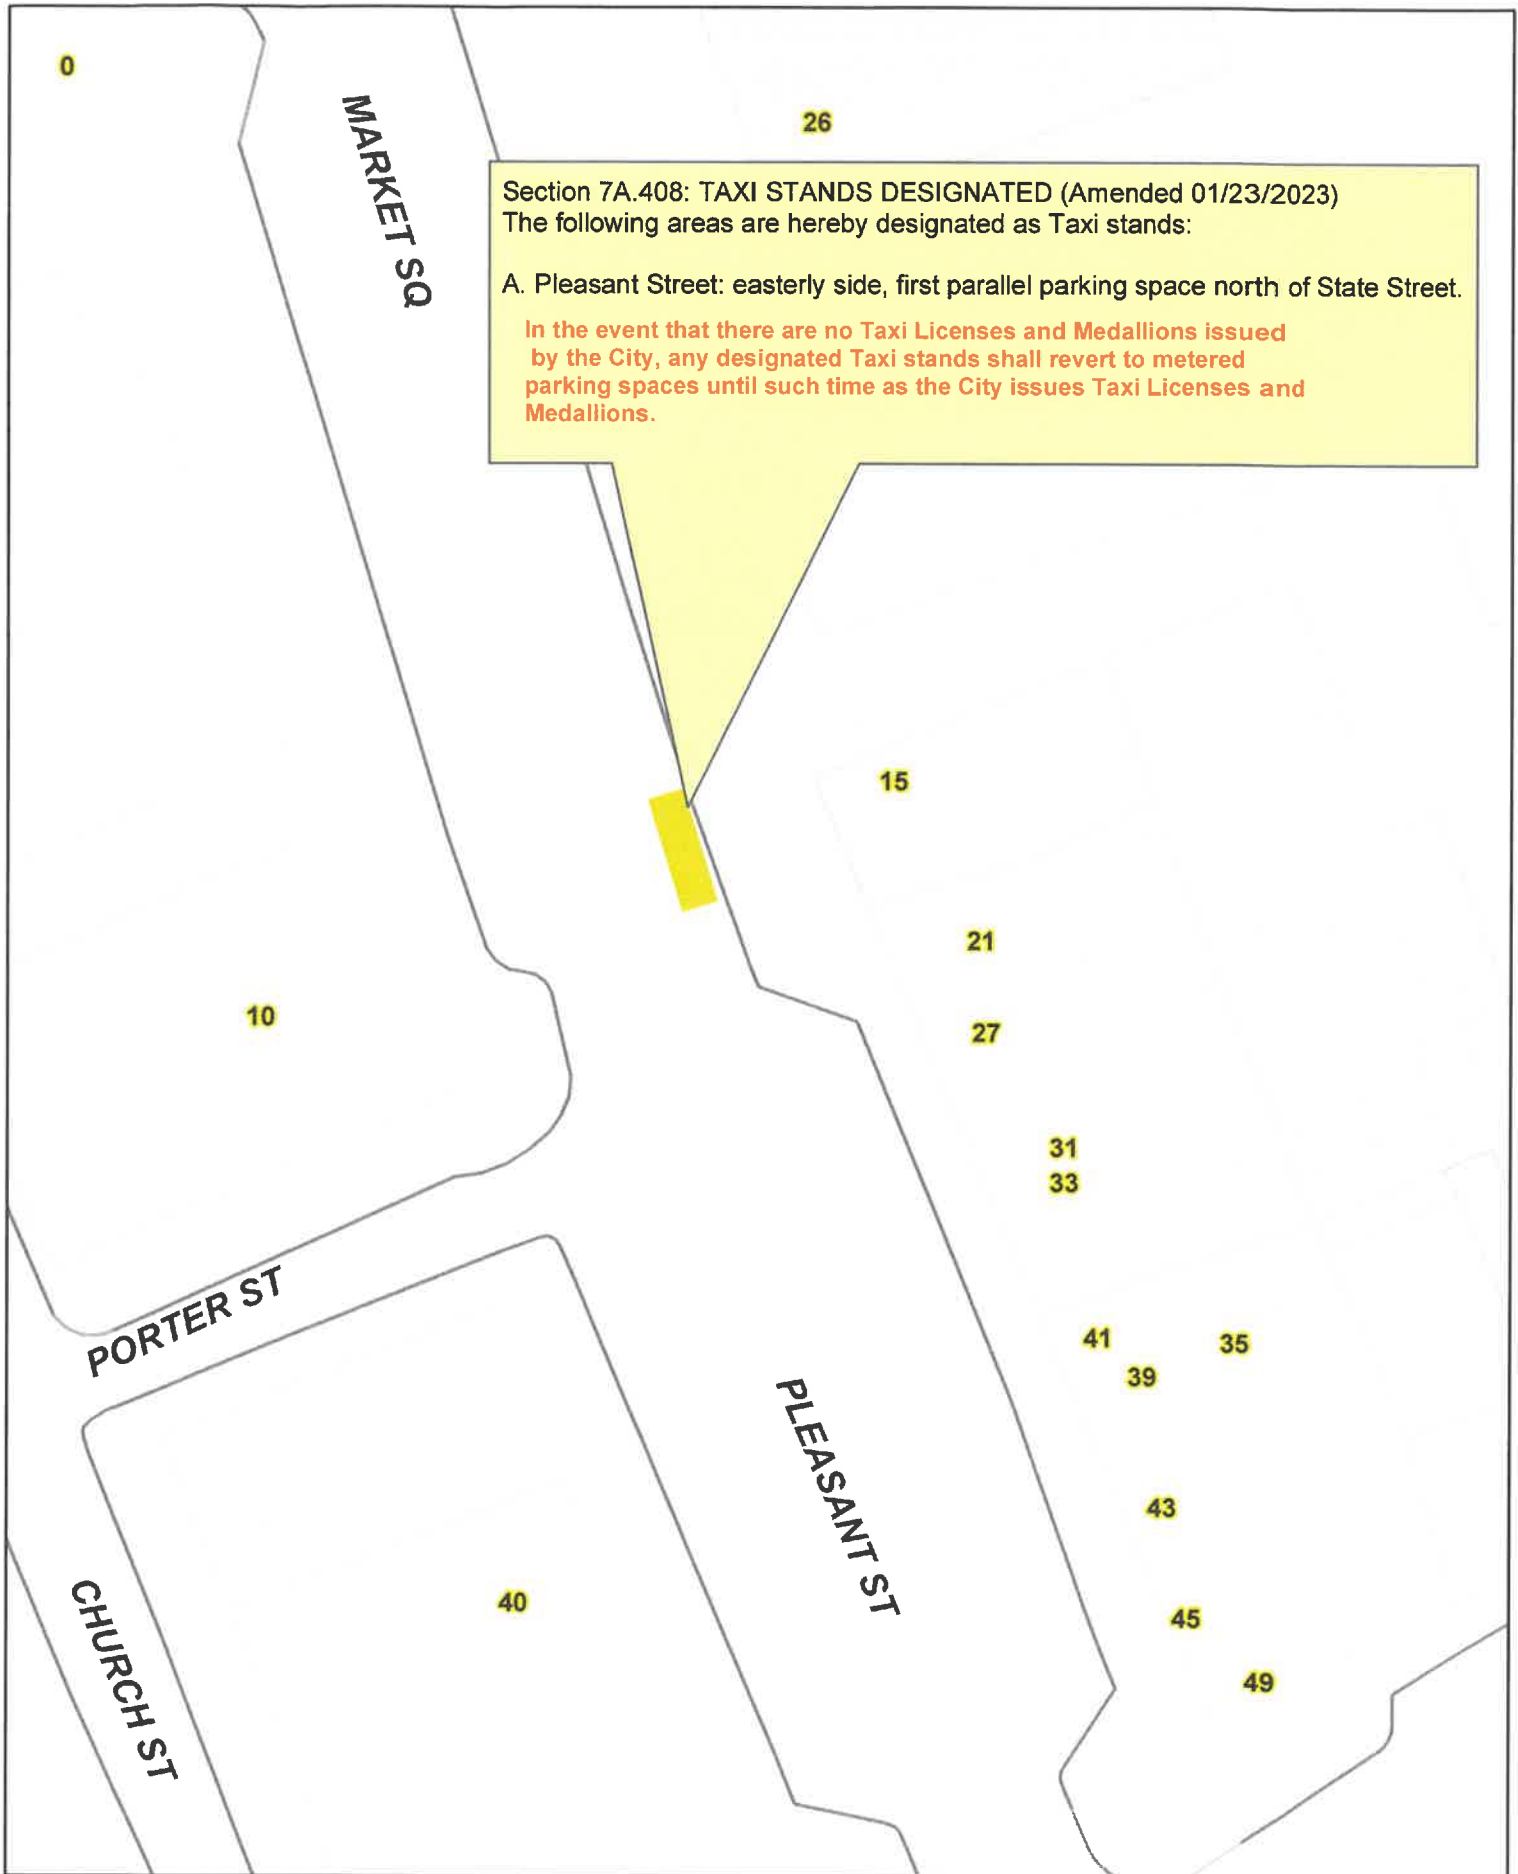 0
26
MARKET SQ
Section 7A.408: TAXI STANDS DESIGNATED (Amended 01/23/2023)
The following areas are hereby designated as Taxi stands:
A. Pleasant Street: easterly side, first parallel parking space north of State Street.
In the event that there are no Taxi Licenses and Medallions issued
by the City, any designated Taxi stands shall revert to metered
parking spaces until such time as the City issues Taxi Licenses and
Medallions.
15
21
10
27
31
33
PORTER ST
41
35
39
PLEASANT ST
43
CHURCH ST
40
45
49